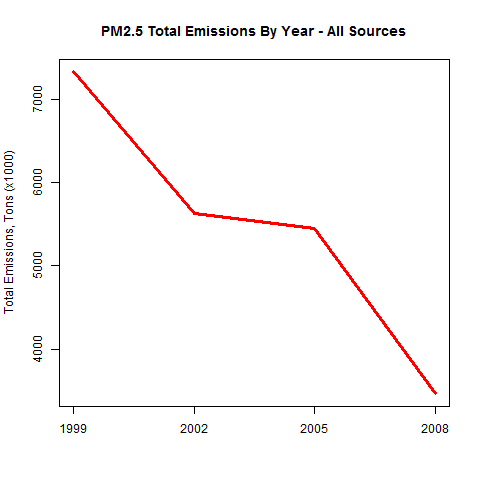 PM2.5 Total Emissions By Year - All Sources
Total Emissions, Tons (x1000)
7000
6000
5000
4000
1999 2002 2005 2008